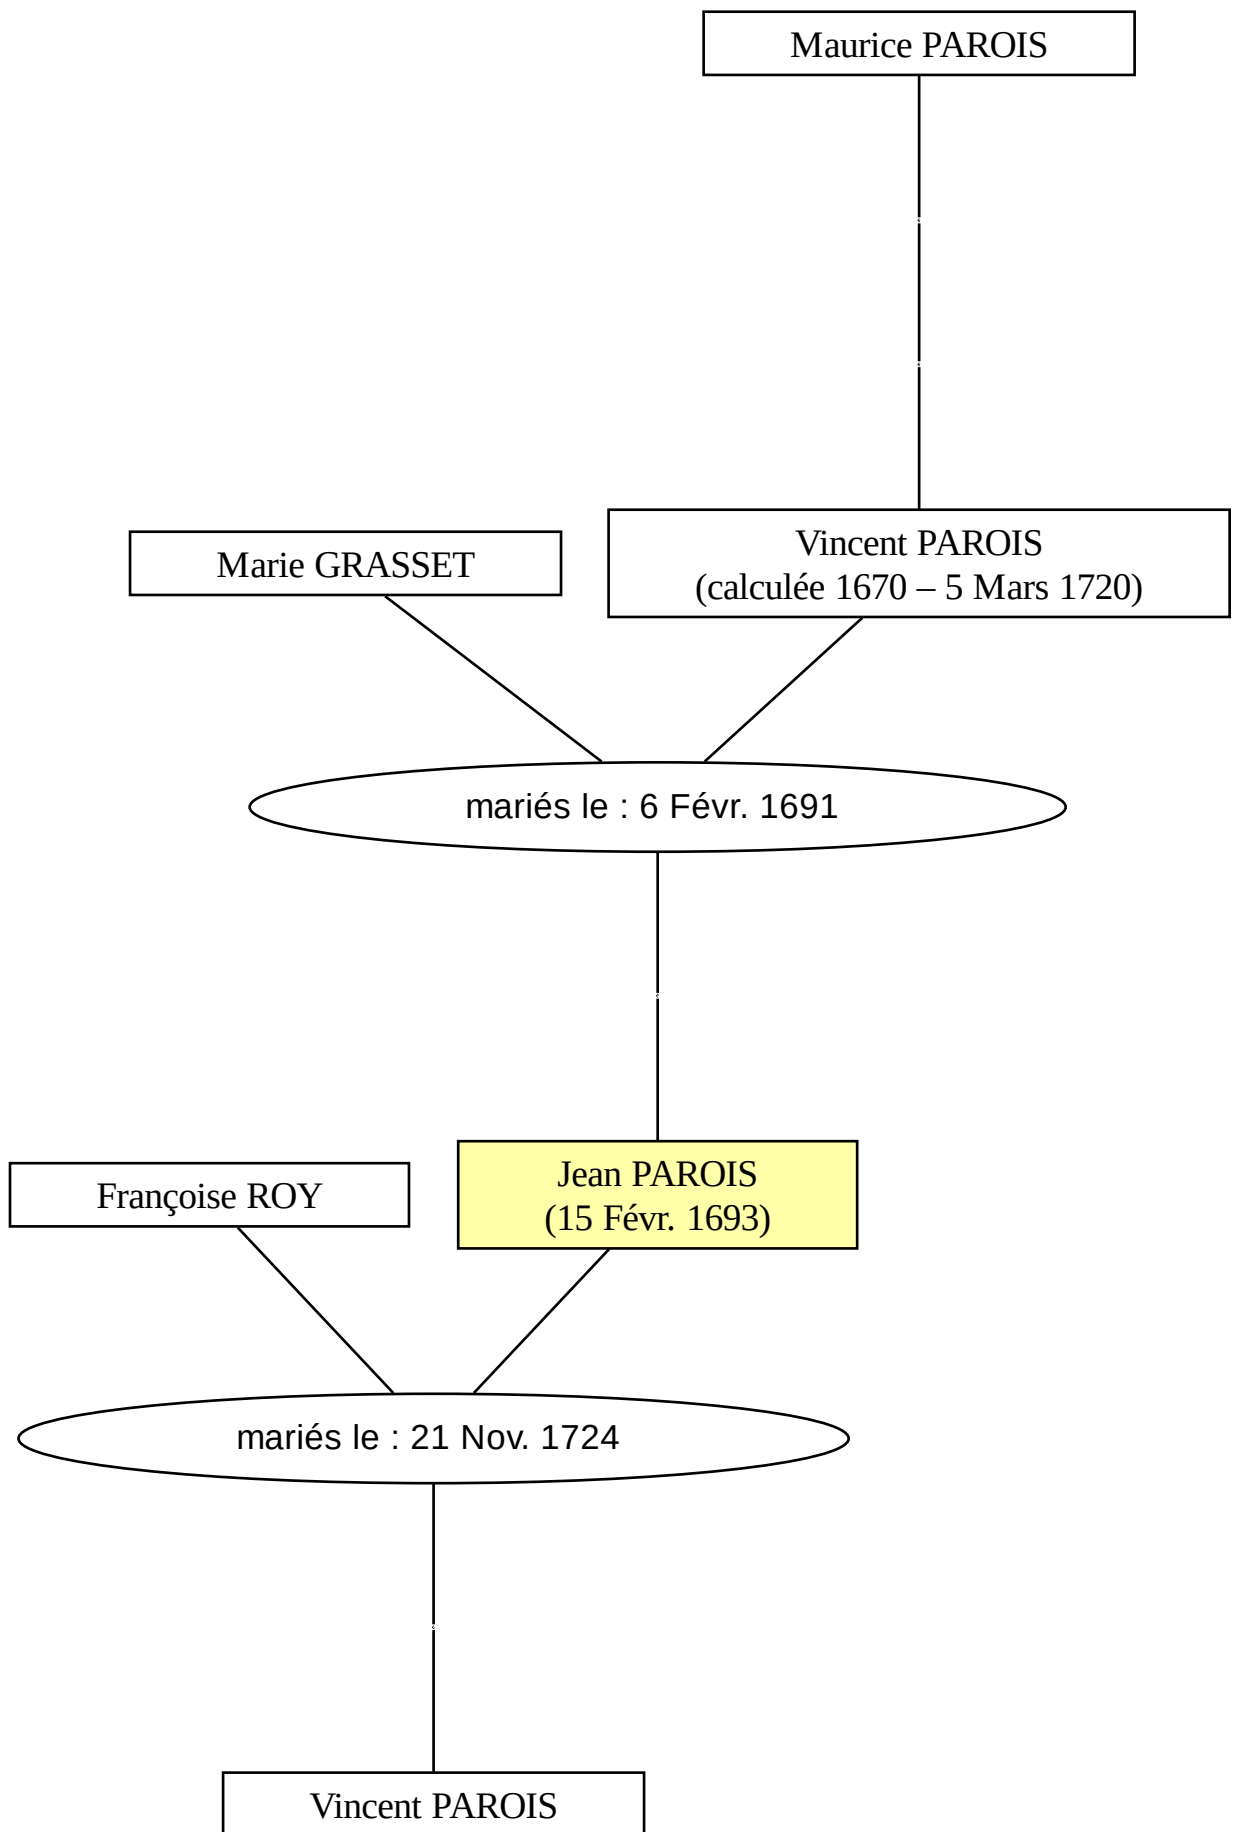 Maurice PAROIS
Marie GRASSET
Vincent PAROIS
(calculée 1670 – 5 Mars 1720)
mariés le : 6 Févr. 1691
Françoise ROY
Jean PAROIS
(15 Févr. 1693)
mariés le : 21 Nov. 1724
Vincent PAROIS